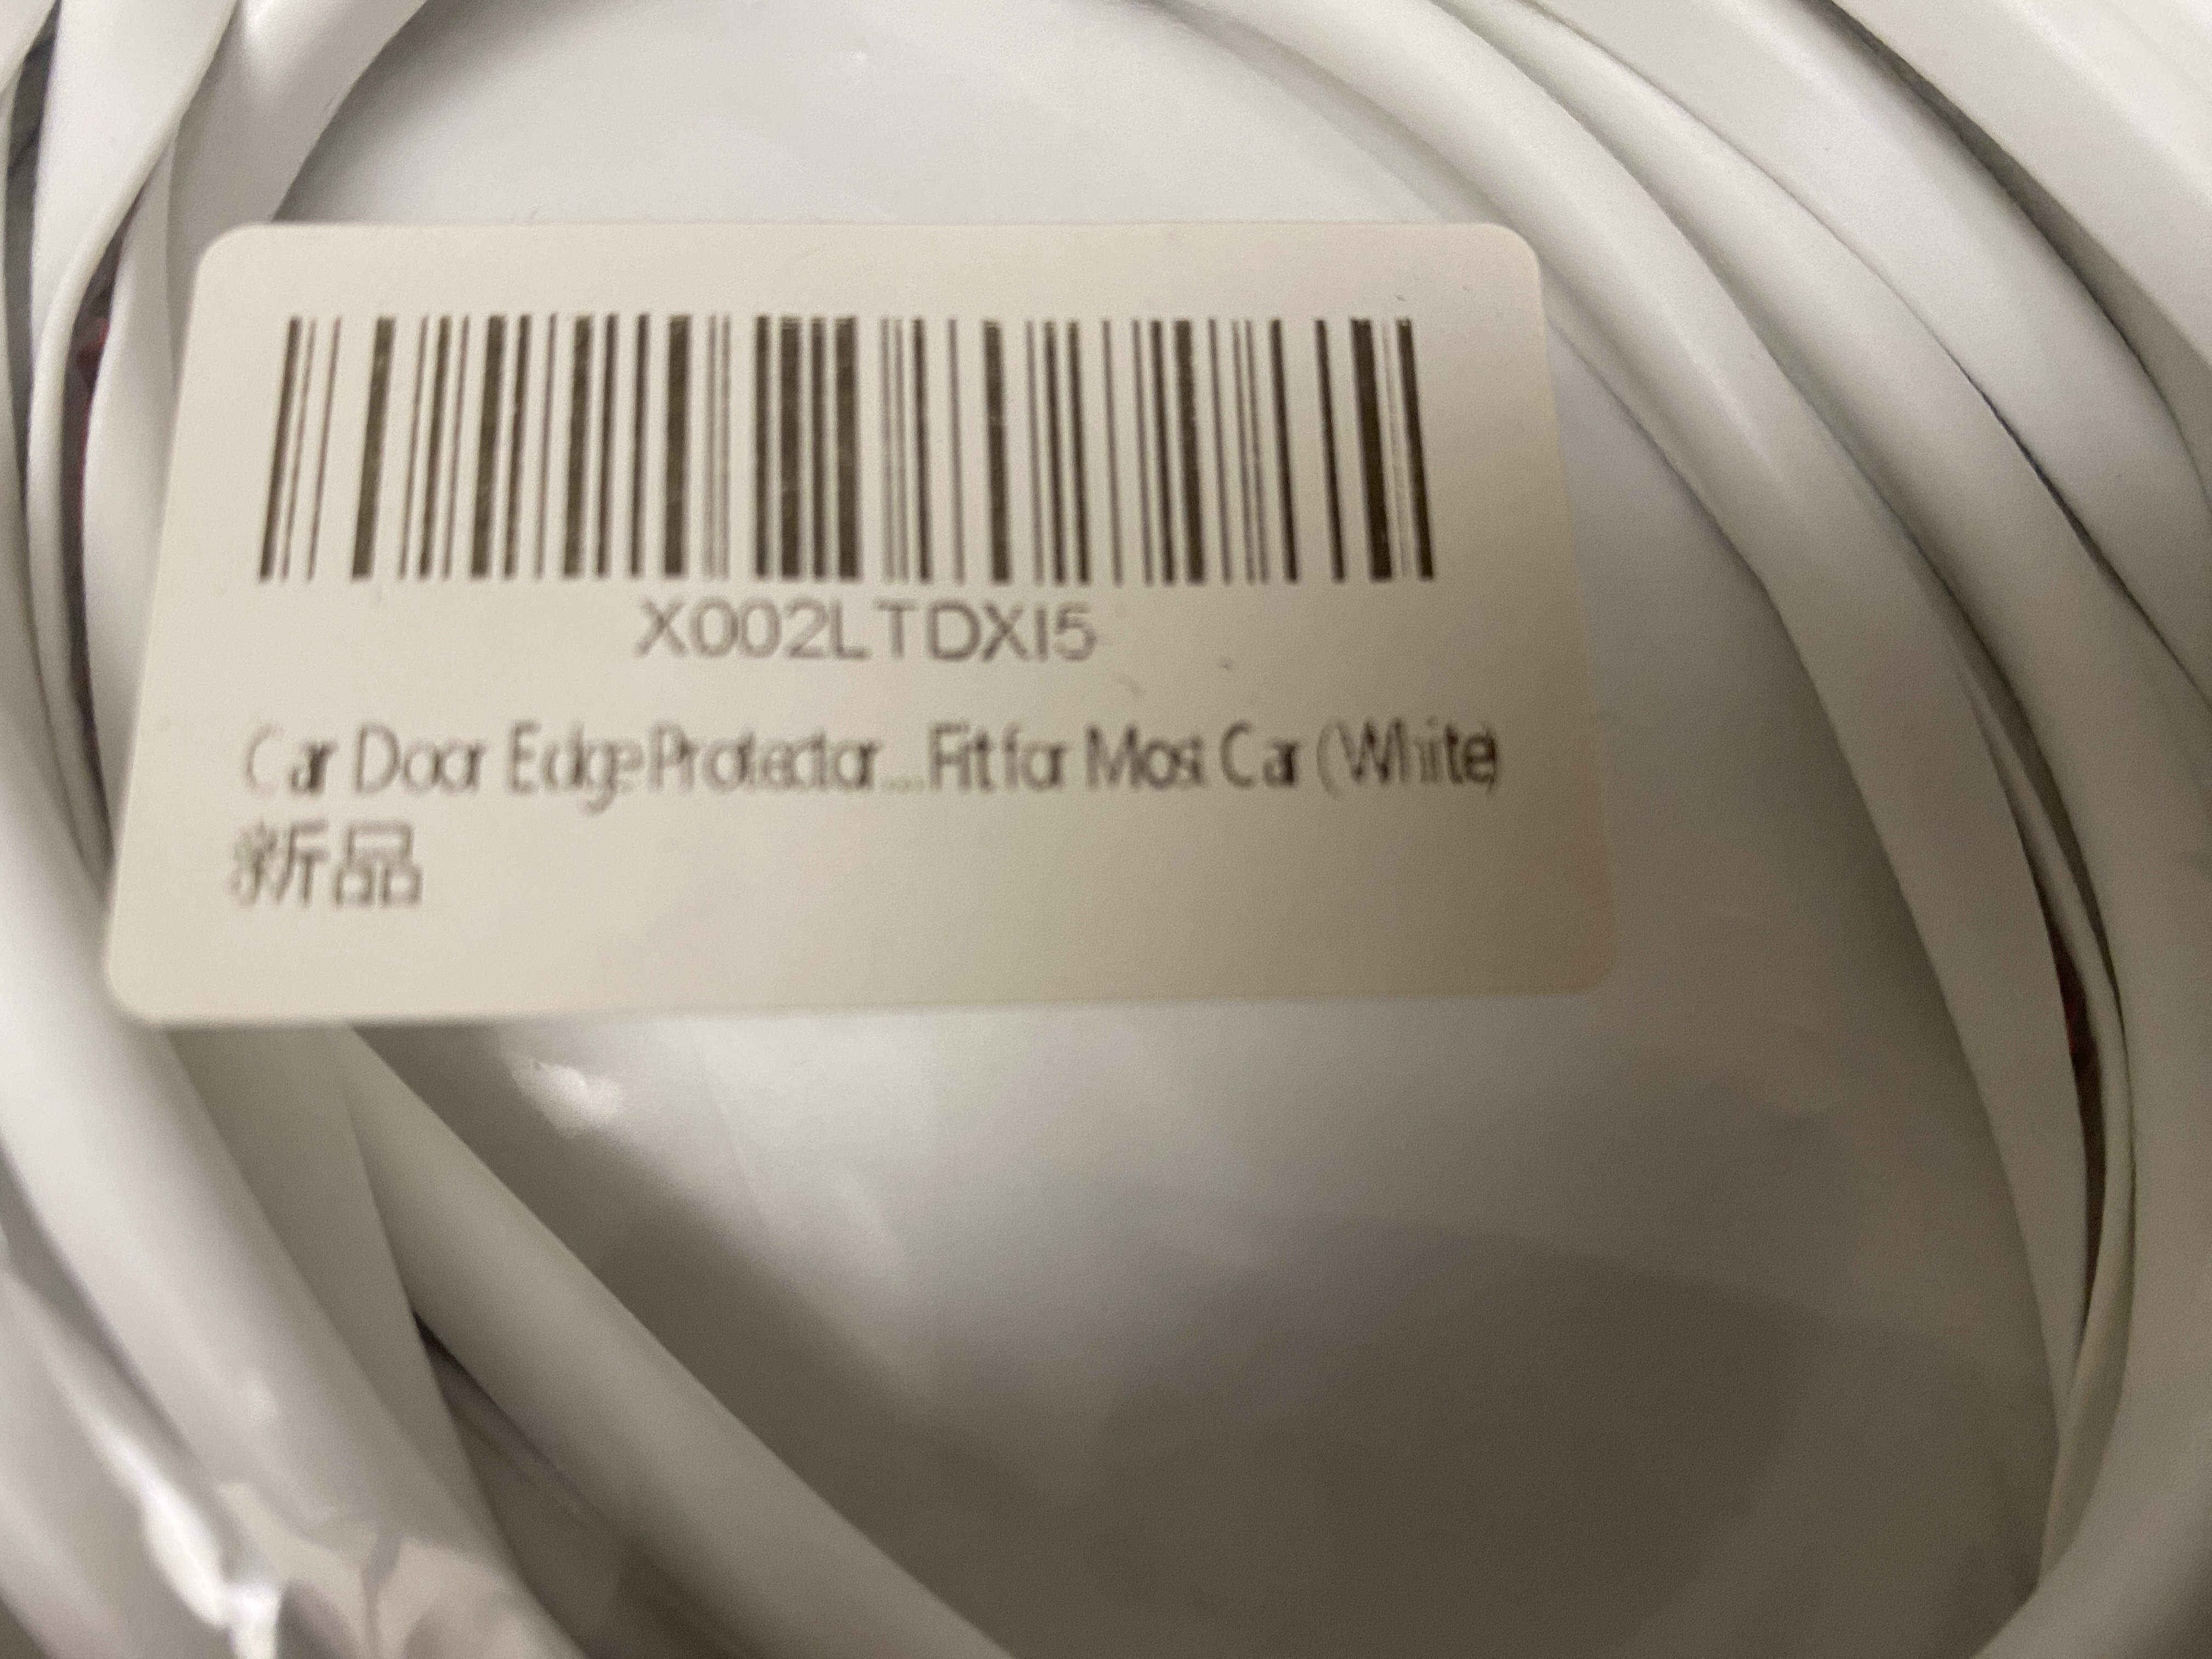 X002LTDXI5
Car Door Edge Protector...Fit for Most Car (White)
新品